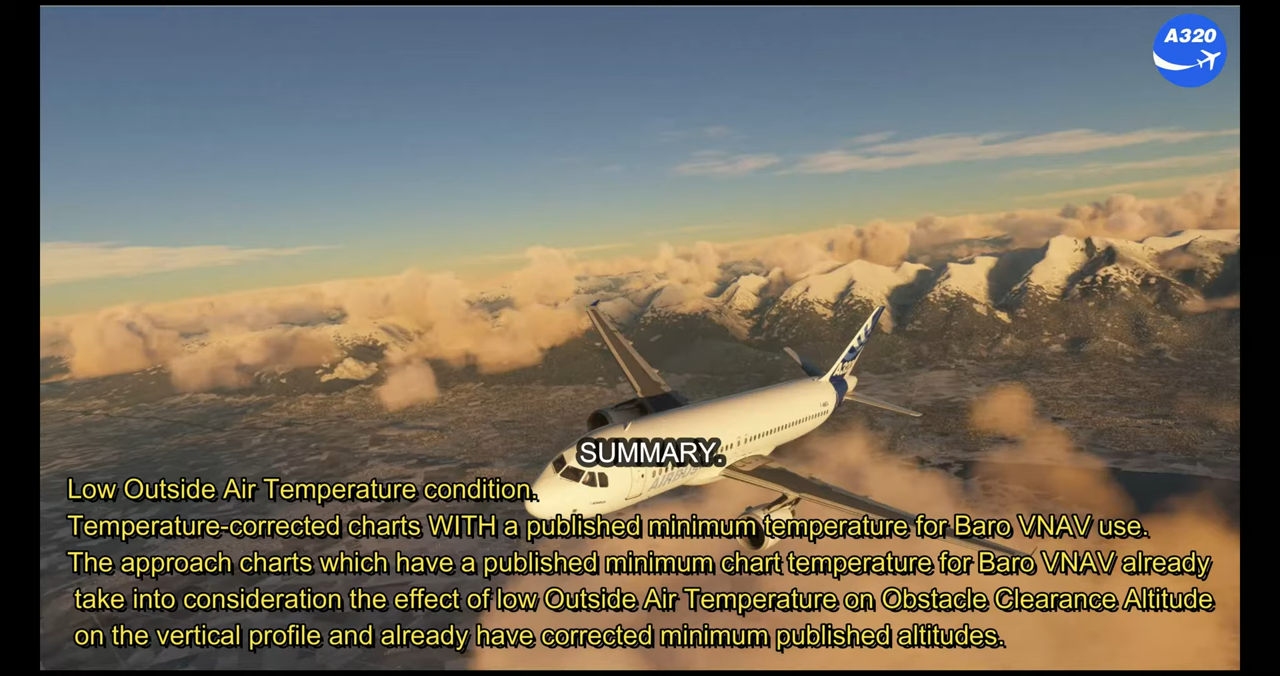 A320
SUMMARY.
Low Outside Air Temperature condition.
Temperature-corrected charts WITH a published minimum temperature for Baro VNAV use.
The approach charts which have a published minimum chart temperature for Baro VNAV already
take into consideration the effect of low Outside Air Temperature on Obstacle Clearance Altitude
on the vertical profile and already have corrected minimum published altitudes.
A320
AIRBUS